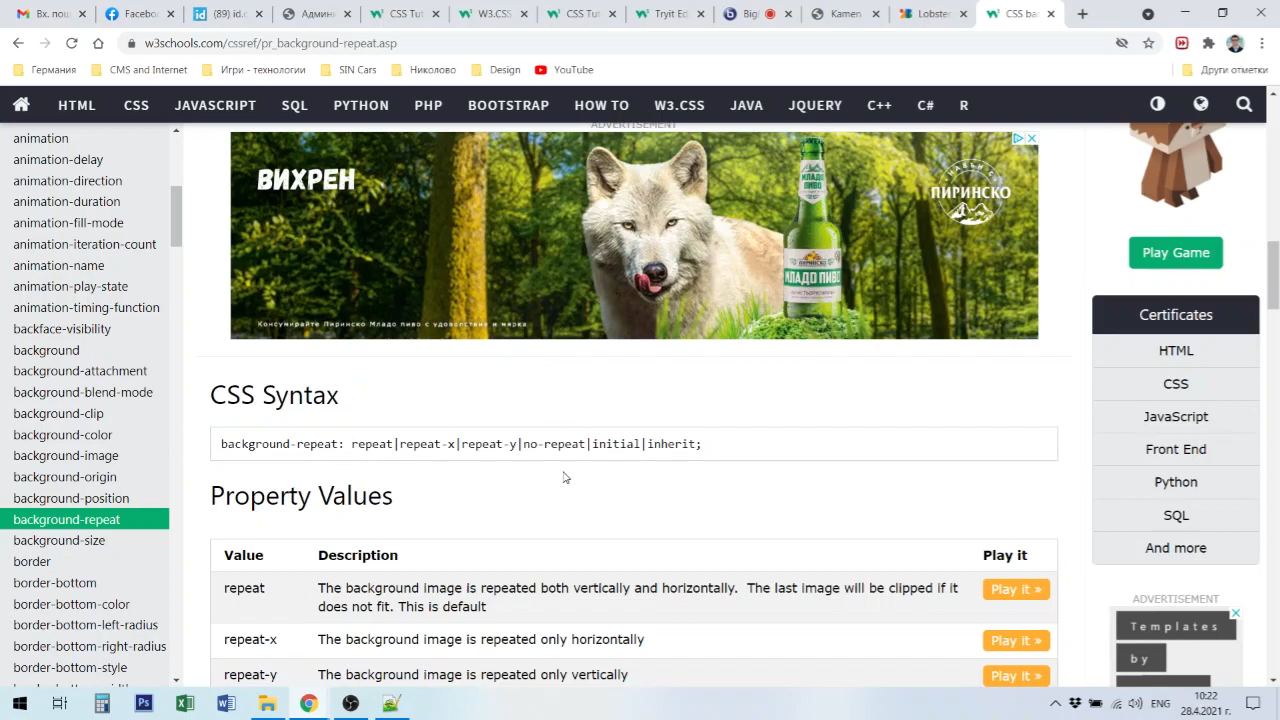 Вх. пощ
Facebook
(89) id.c
Админи
CSS Tut
W3.CSS
CSS Tut
Tryit Ed
Bigl
Kamen
Lobster
CSS ba
w3schools.com/cssref/pr_background-repeat.asp
Германия
CMS and Internet
Игри - технологии
SIN Cars
Николово
Design
YouTube
Други отметки
HTML
CSS
JAVASCRIPT
SQL
PYTHON
PHP
BOOTSTRAP
HOW TO
W3.CSS
JAVA
JQUERY
C++
C#
R
animation
animation-delay
animation-direction
animation-duration
animation-fill-mode
animation-iteration-count
animation-name
animation-play-state
animation-timing-function
backface-visibility
background
background-attachment
background-blend-mode
background-clip
background-color
background-image
background-origin
background-position
background-repeat
background-size
border
border-bottom
border-bottom-color
border-bottom-left-radius
border-bottom-right-radius
border-bottom-style
ADVERTISEMENT
ВИХРЕН
ПИРИНСКО
МЛАДО
ПИВО
ПИРИНСКО
МЛАДО ПИВО
Консумирайте Пиринско Младо пиво с удоволствие и мярка
CSS Syntax
background-repeat: repeat|repeat-x|repeat-y|no-repeat|initial|inherit;
Property Values
Value Description Play it
repeat The background image is repeated both vertically and horizontally. The last image will be clipped if it
does not fit. This is default
Play it »
repeat-x The background image is repeated only horizontally Play it »
repeat-y The background image is repeated only vertically Play it »
Play Game
Certificates
HTML
CSS
JavaScript
Front End
Python
SQL
And more
ADVERTISEMENT
Templates
by
ENG
10:22
28.4.2021 г.